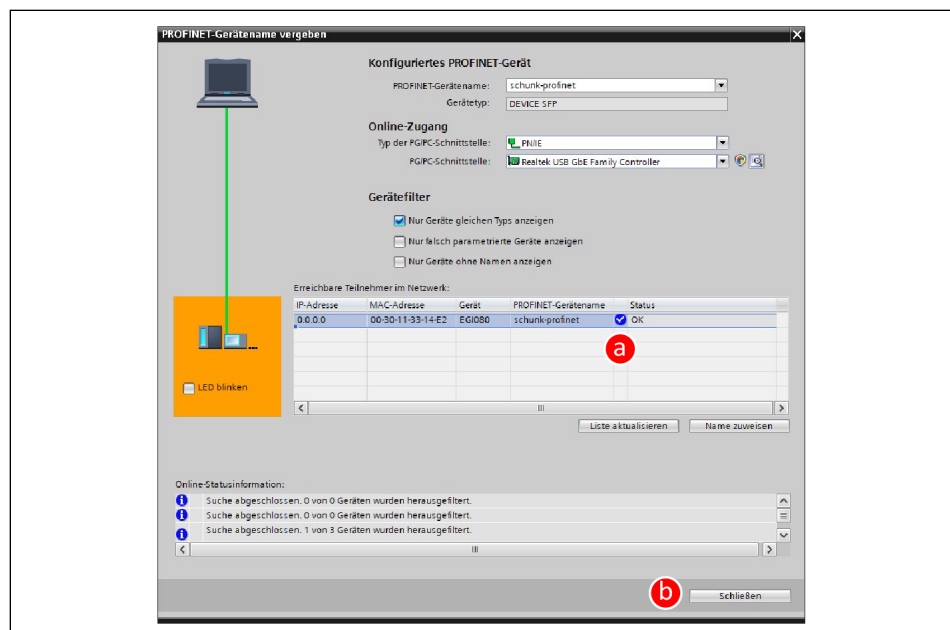 PROFINET-Gerätename vergeben
Konfiguriertes PROFINET-Gerät
PROFINET-Gerätename: schunk-profinet
Gerätetyp: DEVICE SFP
Online-Zugang
Typ der PG/PC-Schnittstelle: PN/IE
PG/PC-Schnittstelle: Realtek USB GbE Family Controller
Gerätefilter
Nur Geräte gleichen Typs anzeigen
Nur falsch parametrierte Geräte anzeigen
Nur Geräte ohne Namen anzeigen
Erreichbare Teilnehmer im Netzwerk:
IP-Adresse MAC-Adresse Gerät PROFINET-Gerätename Status
0.0.0.0 00-30-11-33-14-E2 EGI080 schunk-profinet OK
a
LED blinken
Liste aktualisieren Name zuweisen
Online-Statusinformation:
Suche abgeschlossen. 0 von 0 Geräten wurden herausgefiltert.
Suche abgeschlossen. 0 von 0 Geräten wurden herausgefiltert.
Suche abgeschlossen. 1 von 3 Geräten wurden herausgefiltert.
b Schließen